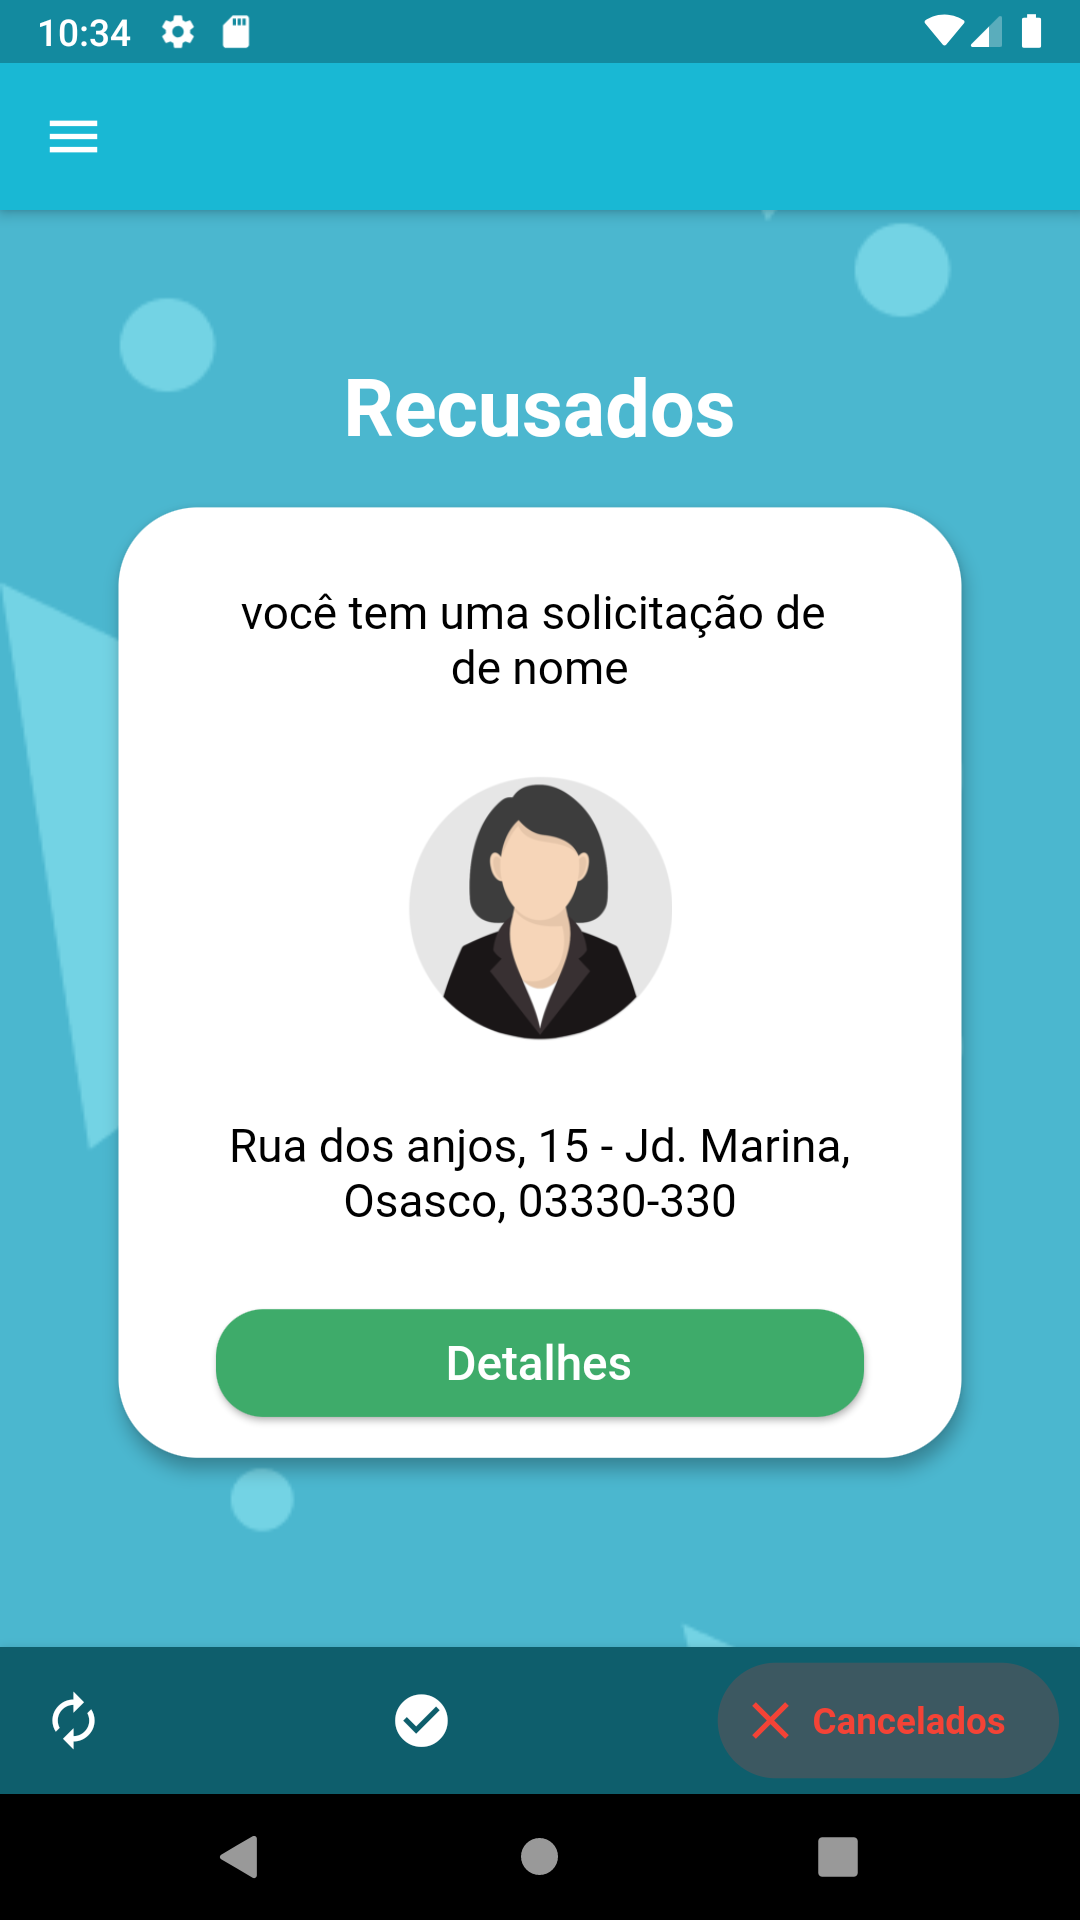 10:34
Recusados
você tem uma solicitação de
de nome
Rua dos anjos, 15 - Jd. Marina,
Osasco, 03330-330
Detalhes
Cancelados